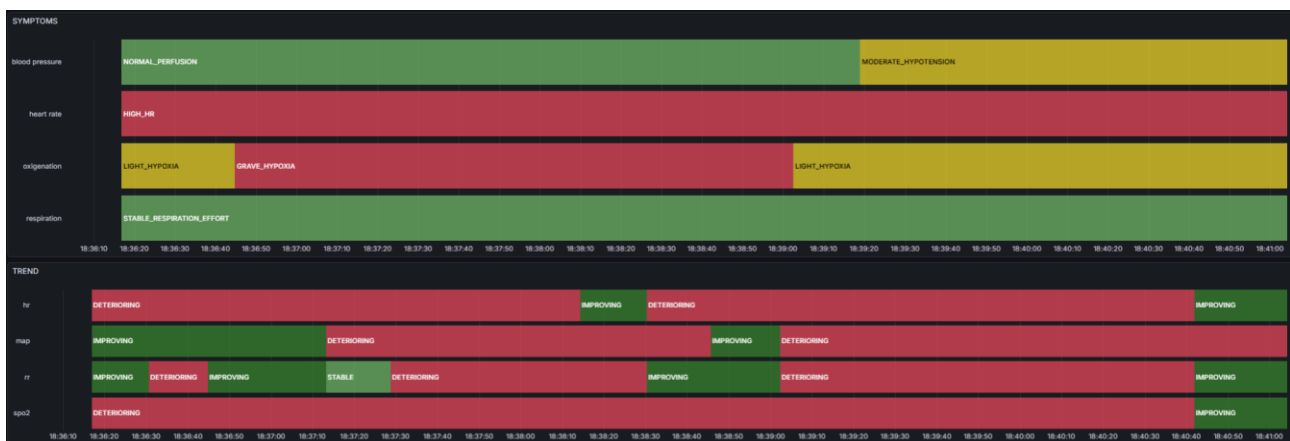 SYMPTOMS
blood pressure NORMAL_PERFUSION MODERATE_HYPOTENSION
heart rate HIGH_HR
oxigenation LIGHT_HYPOXIA GRAVE_HYPOXIA LIGHT_HYPOXIA
respiration STABLE_RESPIRATION_EFFORT
18:36:10 18:36:20 18:36:30 18:36:40 18:36:50 18:37:00 18:37:10 18:37:20 18:37:30 18:37:40 18:37:50 18:38:00 18:38:10 18:38:20 18:38:30 18:38:40 18:38:50 18:39:00 18:39:10 18:39:20 18:39:30 18:39:40 18:39:50 18:40:00 18:40:10 18:40:20 18:40:30 18:40:40 18:40:50 18:41:00
TREND
hr DETERIORING IMPROVING DETERIORING IMPROVING
map IMPROVING DETERIORING IMPROVING DETERIORING
rr IMPROVING DETERIORING IMPROVING STABLE DETERIORING IMPROVING DETERIORING IMPROVING
spo2 DETERIORING IMPROVING
18:36:10 18:36:20 18:36:30 18:36:40 18:36:50 18:37:00 18:37:10 18:37:20 18:37:30 18:37:40 18:37:50 18:38:00 18:38:10 18:38:20 18:38:30 18:38:40 18:38:50 18:39:00 18:39:10 18:39:20 18:39:30 18:39:40 18:39:50 18:40:00 18:40:10 18:40:20 18:40:30 18:40:40 18:40:50 18:41:00